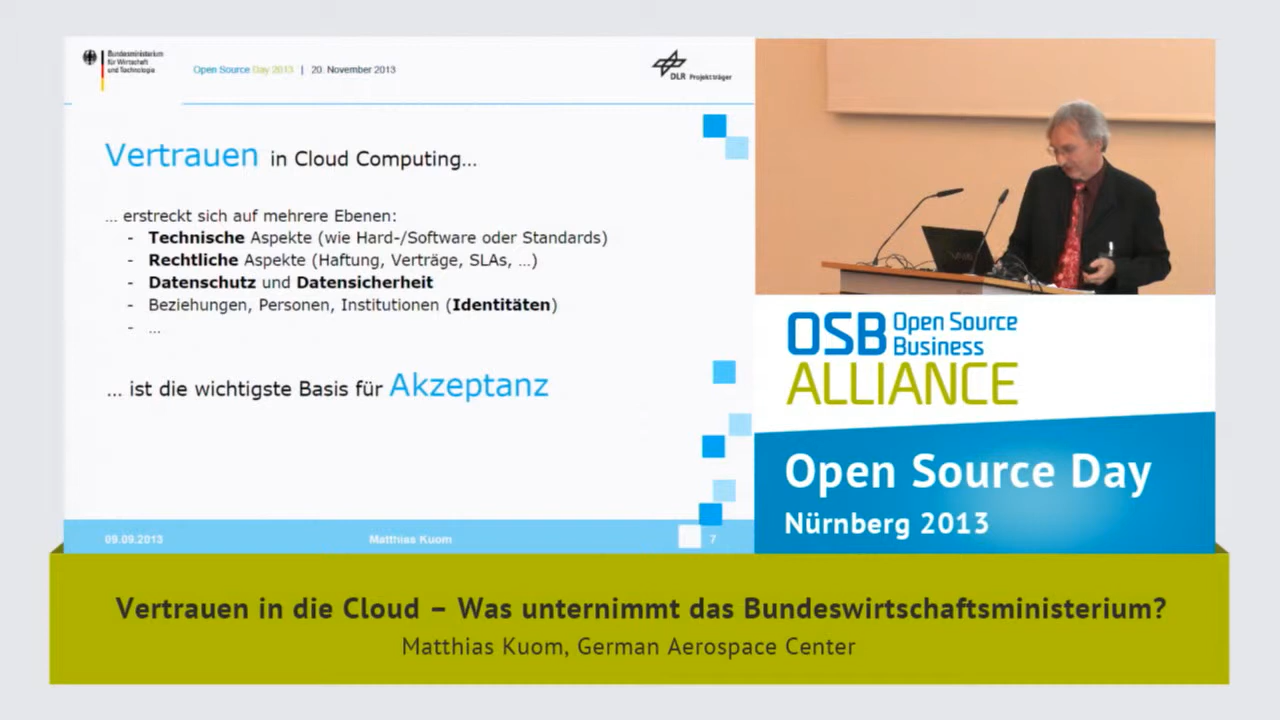 Bundesministerium
für Wirtschaft
und Technologie
Open Source Day 2013 | 20. November 2013
DLR Projektträger
Vertrauen in Cloud Computing...
... erstreckt sich auf mehrere Ebenen:
- Technische Aspekte (wie Hard-/Software oder Standards)
- Rechtliche Aspekte (Haftung, Verträge, SLAs, ...)
- Datenschutz und Datensicherheit
- Beziehungen, Personen, Institutionen (Identitäten)
- ...
... ist die wichtigste Basis für Akzeptanz
09.09.2013 Matthias Kuom 7
OSB Open Source
Business
ALLIANCE
Open Source Day
Nürnberg 2013
Vertrauen in die Cloud – Was unternimmt das Bundeswirtschaftsministerium?
Matthias Kuom, German Aerospace Center